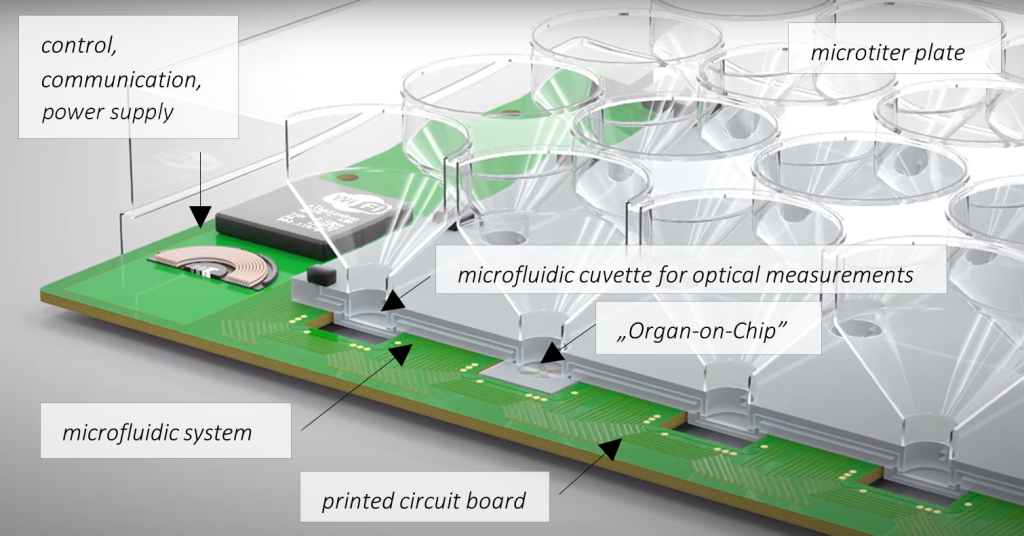 control,
communication,
power supply
microtiter plate
WiFi
microfluidic cuvette for optical measurements
„Organ-on-Chip”
microfluidic system
printed circuit board